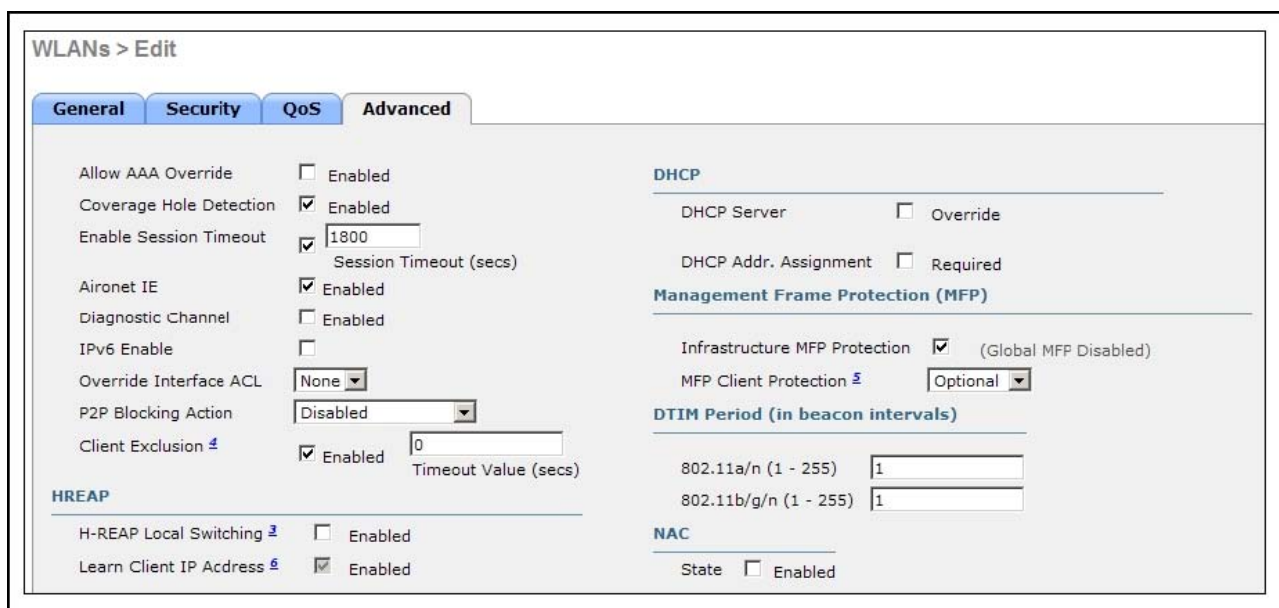 WLANs > Edit
General Security QoS Advanced
Allow AAA Override Enabled
Coverage Hole Detection Enabled
Enable Session Timeout 1800
Session Timeout (secs)
Aironet IE Enabled
Diagnostic Channel Enabled
IPv6 Enable
Override Interface ACL None
P2P Blocking Action Disabled
Client Exclusion 4 Enabled 0
Timeout Value (secs)
HREAP
H-REAP Local Switching 3 Enabled
Learn Client IP Address 6 Enabled
DHCP
DHCP Server Override
DHCP Addr. Assignment Required
Management Frame Protection (MFP)
Infrastructure MFP Protection (Global MFP Disabled)
MFP Client Protection 5 Optional
DTIM Period (in beacon intervals)
802.11a/n (1 - 255) 1
802.11b/g/n (1 - 255) 1
NAC
State Enabled